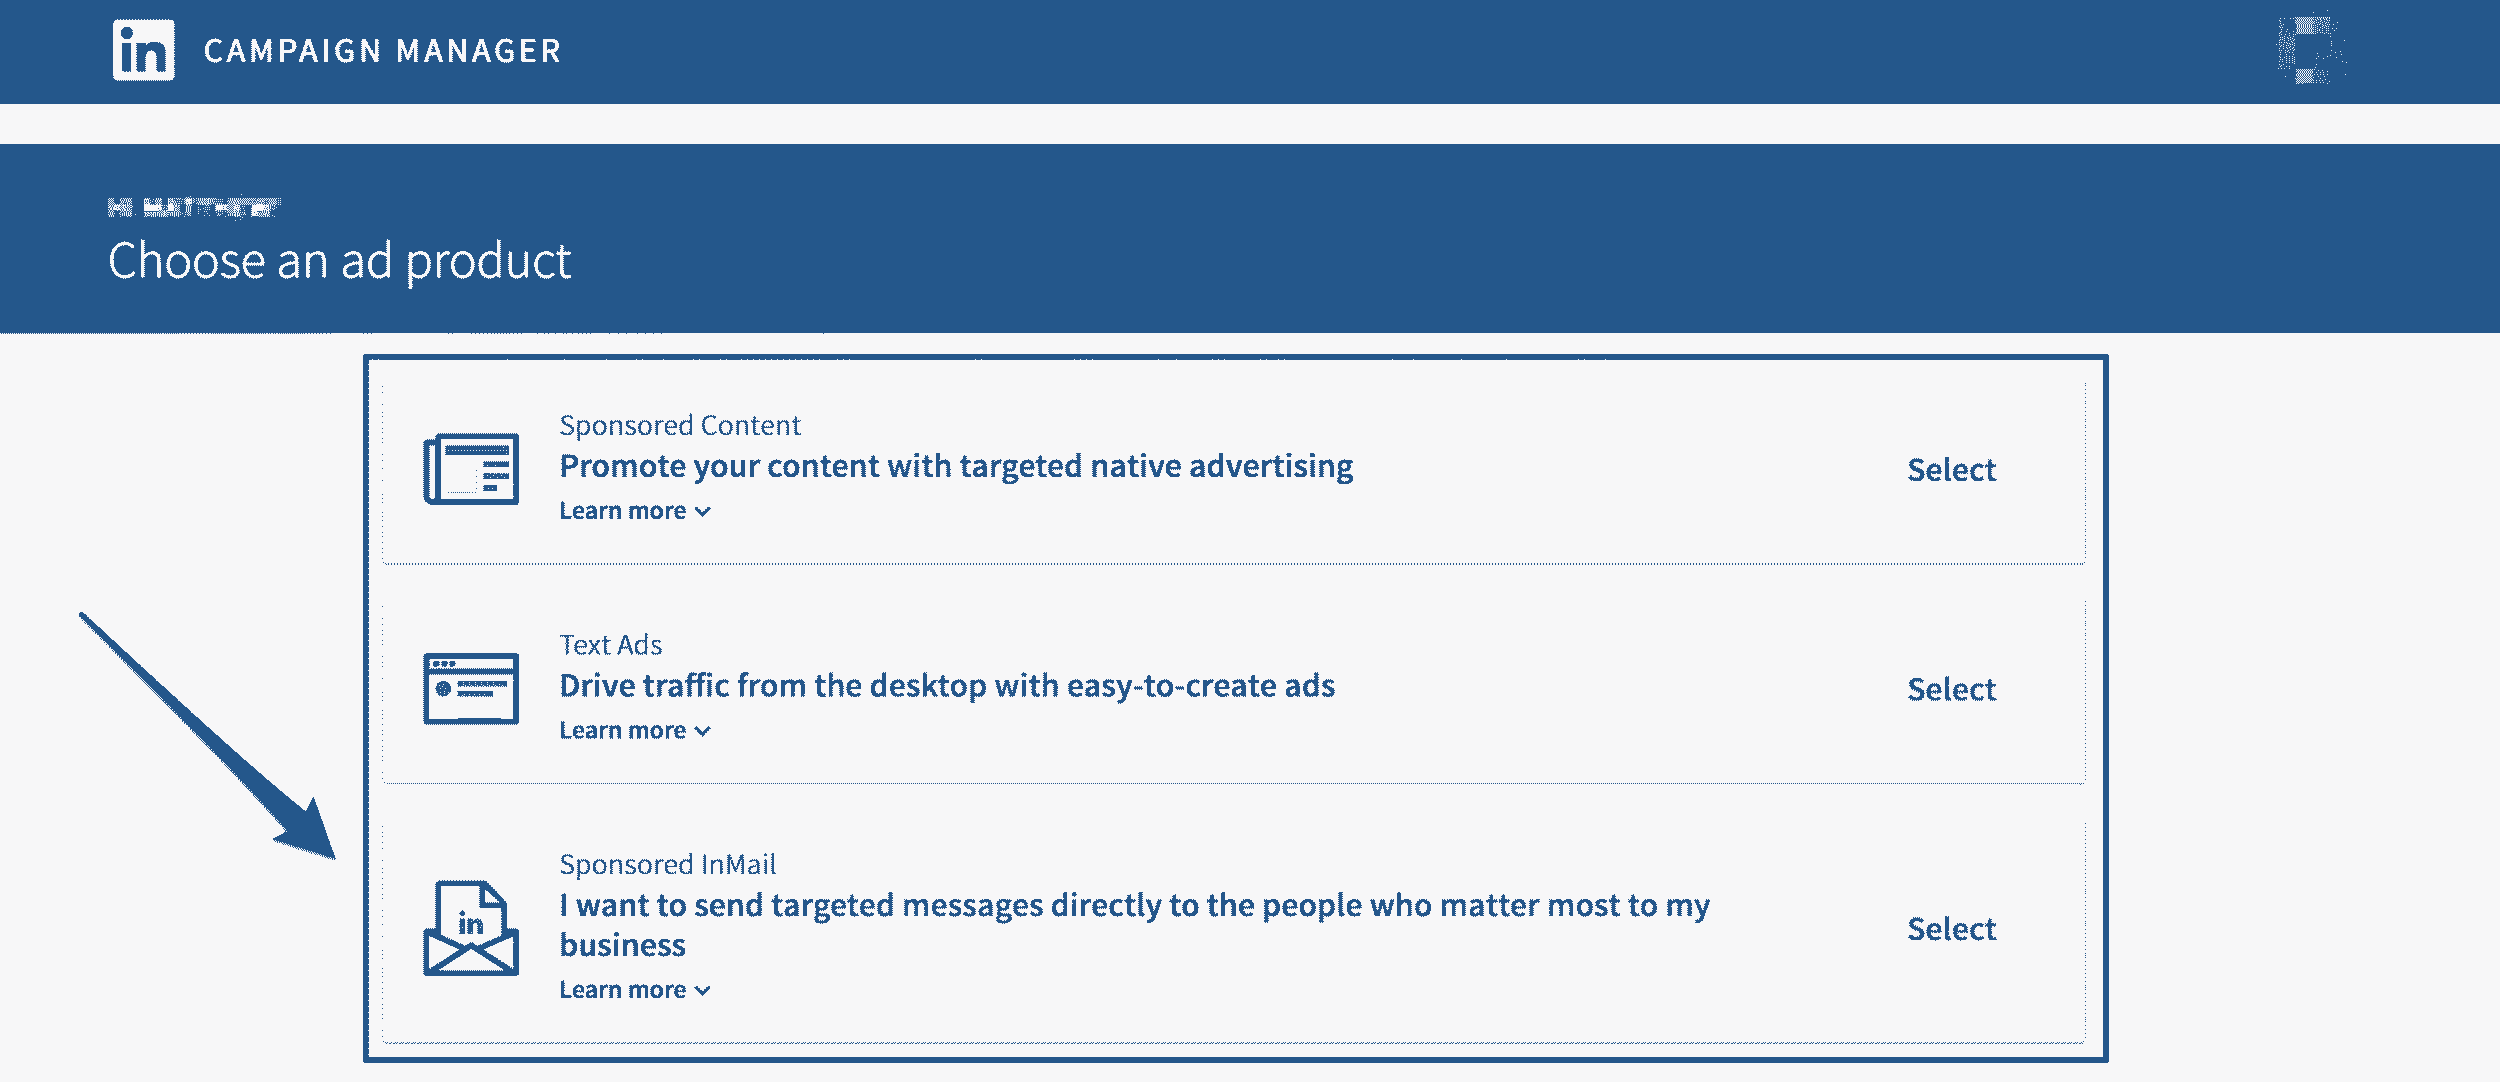 in CAMPAIGN MANAGER
Choose an ad product
Sponsored Content
Promote your content with targeted native advertising
Select
Learn more
Text Ads
Drive traffic from the desktop with easy-to-create ads
Select
Learn more
Sponsored InMail
in
I want to send targeted messages directly to the people who matter most to my
business
Select
Learn more